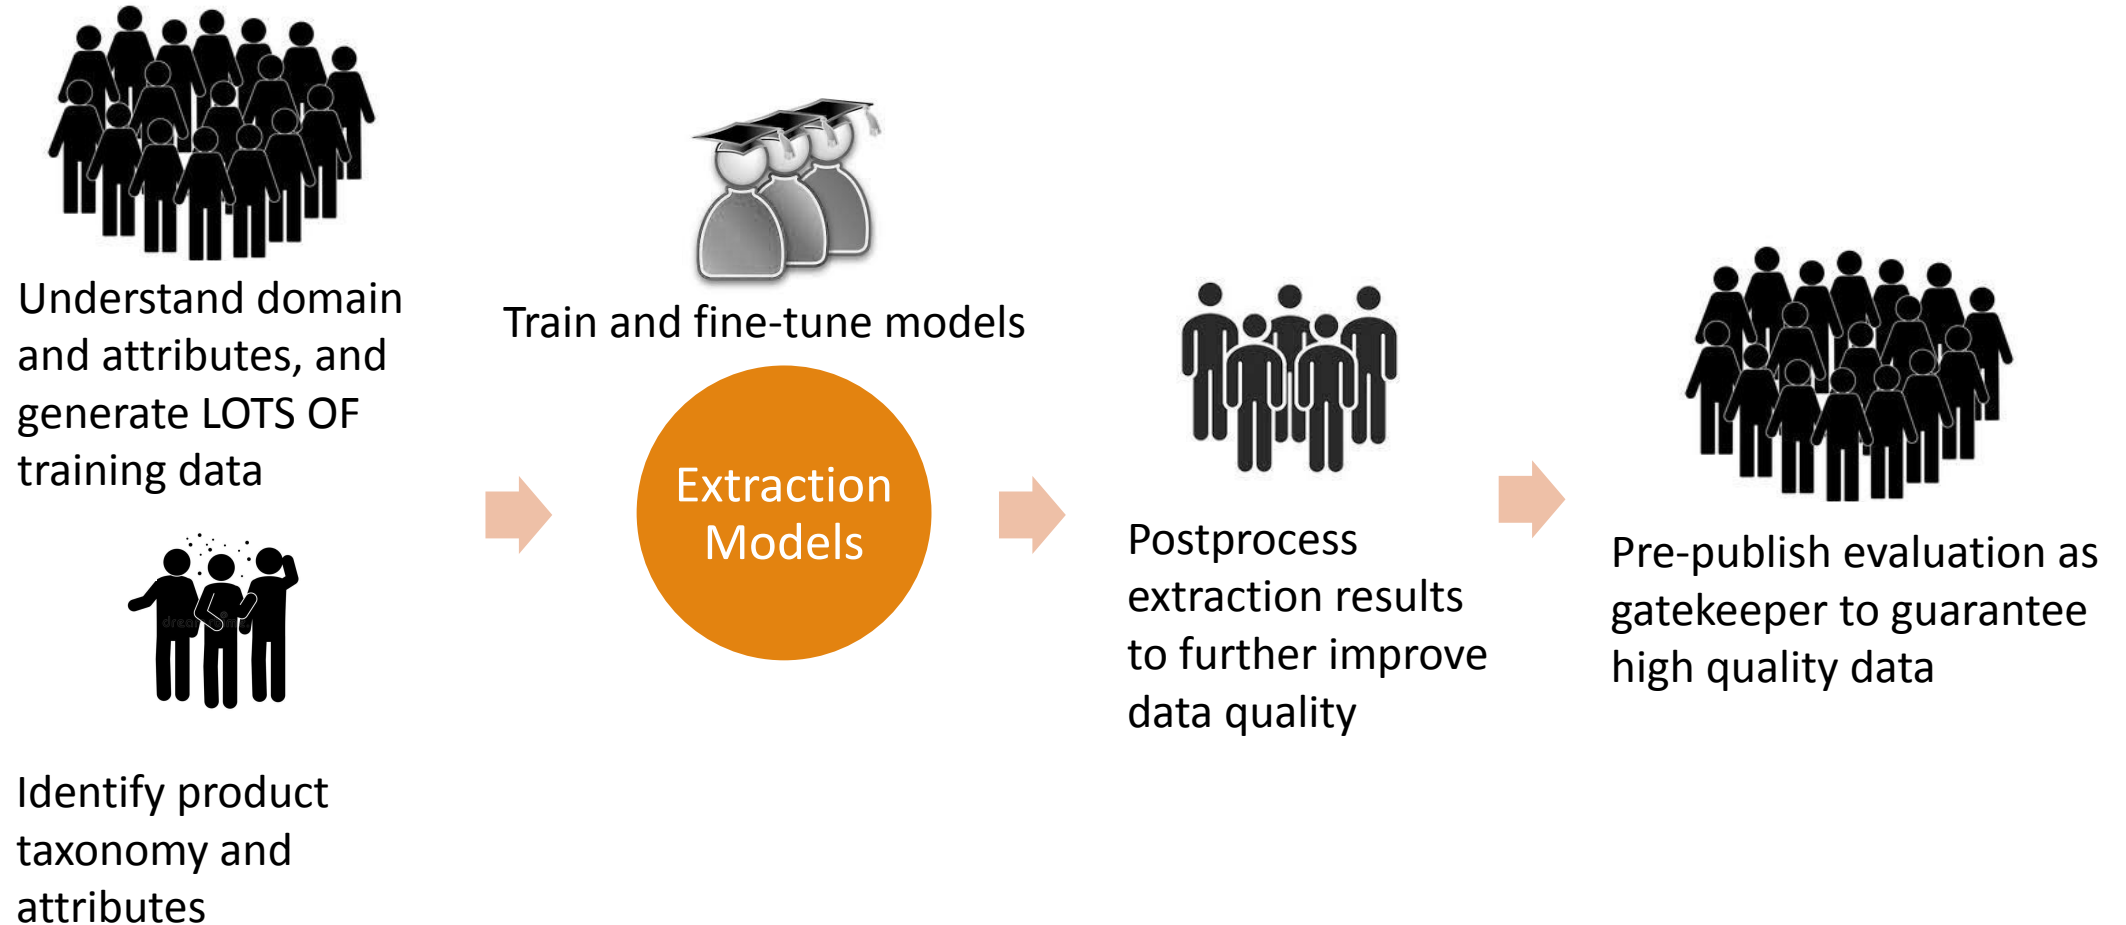 Understand domain
and attributes, and
generate LOTS OF
training data
Identify product
taxonomy and
attributes
Train and fine-tune models
Extraction
Models
Postprocess
extraction results
to further improve
data quality
Pre-publish evaluation as
gatekeeper to guarantee
high quality data